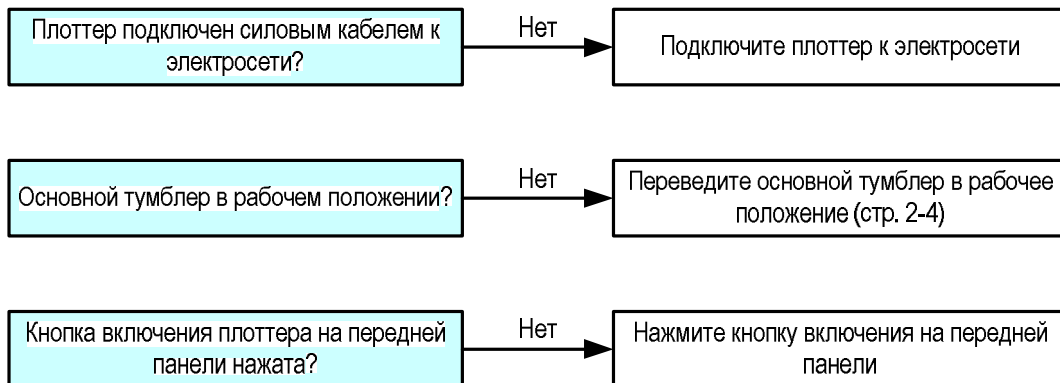 Плоттер подключен силовым кабелем к
электросети?
Нет
Подключите плоттер к электросети
Основной тумблер в рабочем положении?
Нет
Переведите основной тумблер в рабочее
положение (стр. 2-4)
Кнопка включения плоттера на передней
панели нажата?
Нет
Нажмите кнопку включения на передней
панели